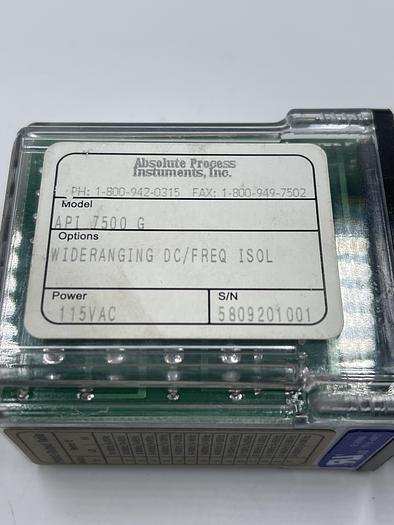 Absolute Process
Instruments, Inc.
PH: 1-800-942-0315 FAX: 1-800-949-7502
Model
API 7500 G
Options
WIDERANGING DC/FREQ ISOL
Power
115VAC
S/N
5809201001